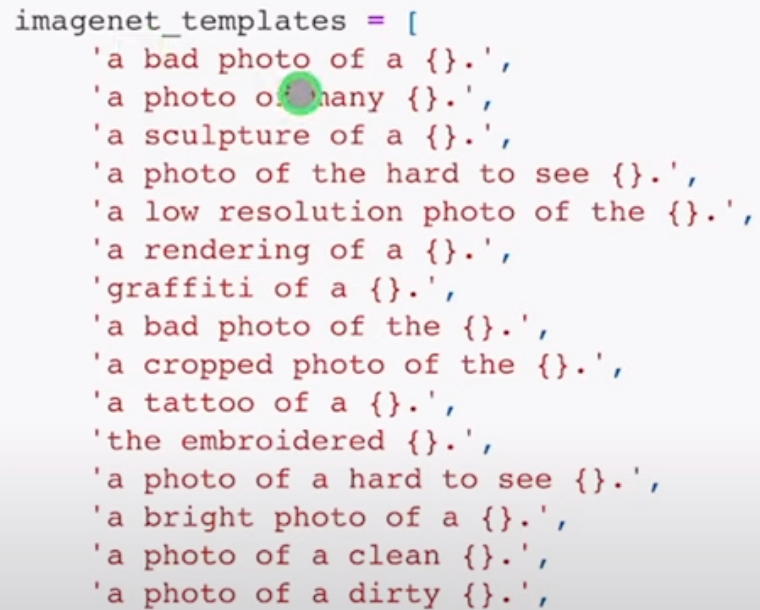 imagenet_templates = [
'a bad photo of a {}.',
'a photo of many {}.',
'a sculpture of a {}.',
'a photo of the hard to see {}.',
'a low resolution photo of the {}.',
'a rendering of a {}.',
'graffiti of a {}.',
'a bad photo of the {}.',
'a cropped photo of the {}.',
'a tattoo of a {}.',
'the embroidered {}.',
'a photo of a hard to see {}.',
'a bright photo of a {}.',
'a photo of a clean {}.',
'a photo of a dirty {}.',